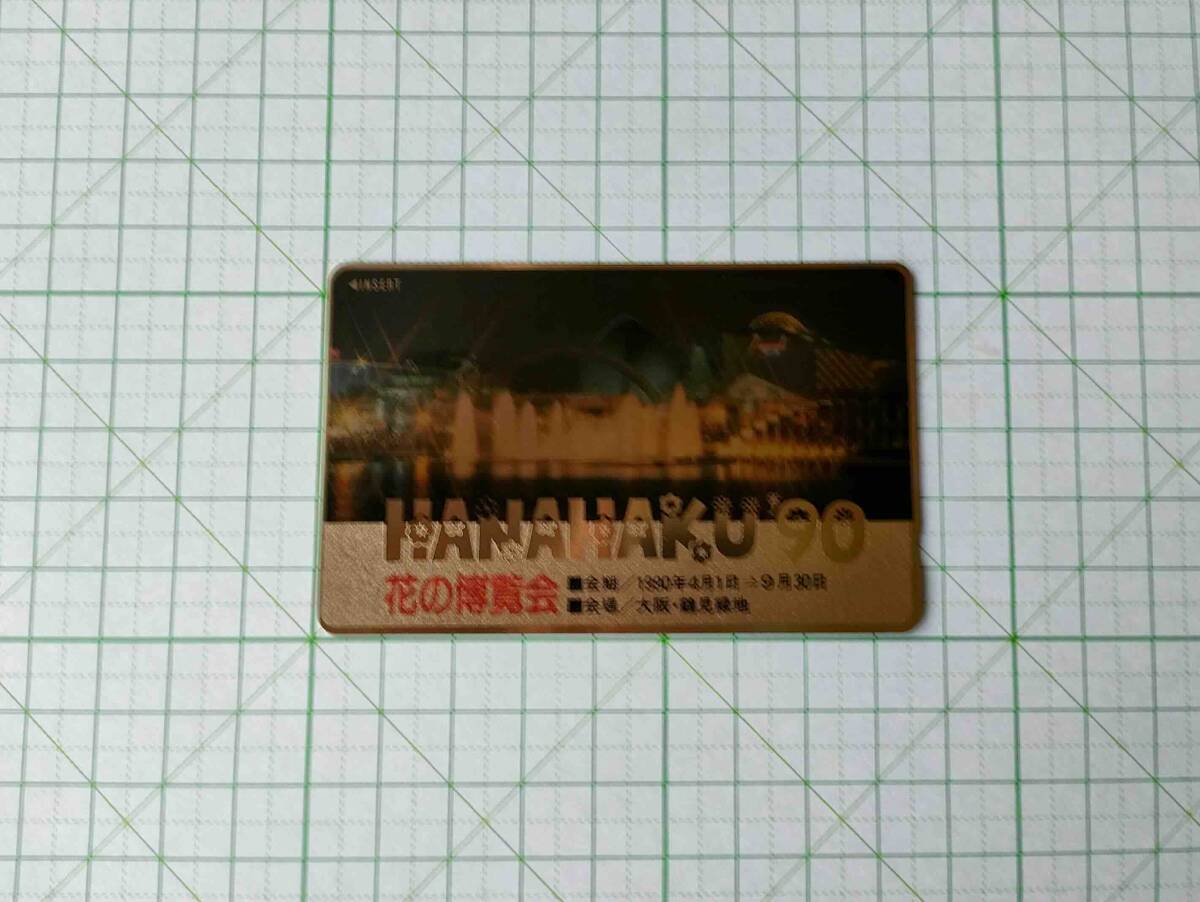 ◀INSERT
HANAHAKU '90
花の博覧会
■会期/1990年4月1日→9月30日
■会場/大阪・鶴見緑地